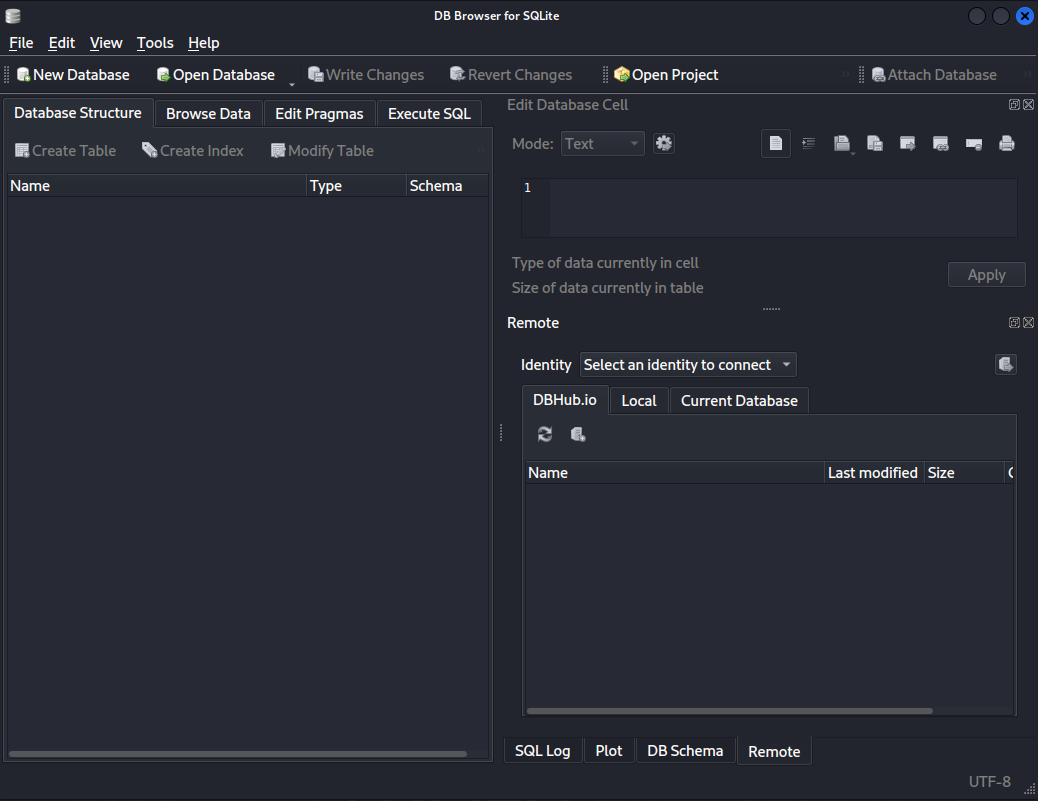 DB Browser for SQLite
File Edit View Tools Help
New Database Open Database Write Changes Revert Changes Open Project Attach Database
Database Structure Browse Data Edit Pragmas Execute SQL
Create Table Create Index Modify Table
Name Type Schema
Edit Database Cell
Mode: Text
1
Type of data currently in cell
Size of data currently in table
Apply
Remote
Identity Select an identity to connect
DBHub.io Local Current Database
Name Last modified Size
SQL Log Plot DB Schema Remote
UTF-8